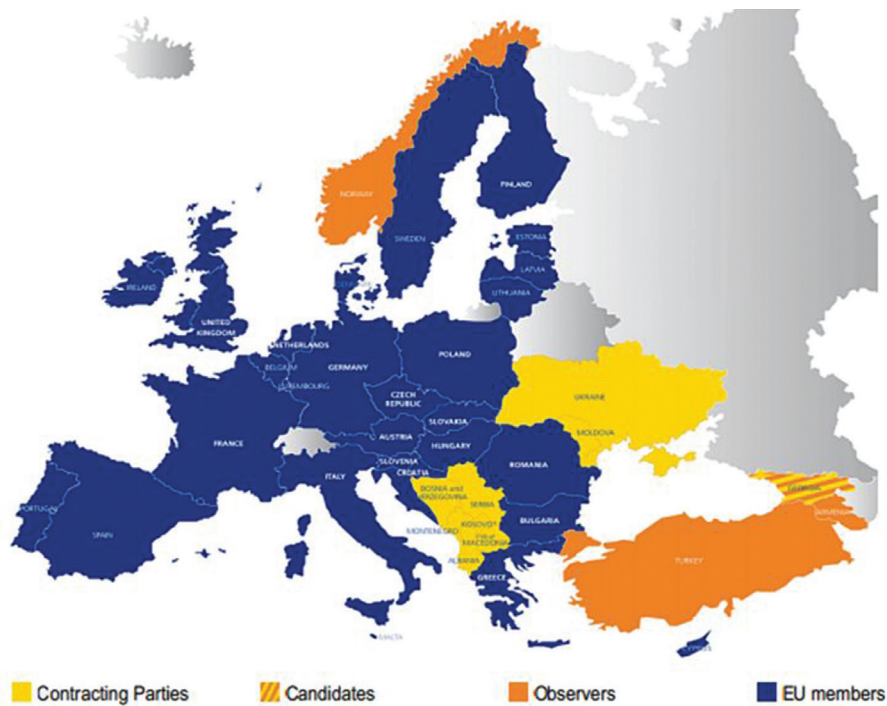 NORWAY
FINLAND
SWEDEN
ESTONIA
LATVIA
LITHUANIA
IRELAND
UNITED
KINGDOM
NETHERLANDS
BELGIUM
LUXEMBOURG
GERMANY
POLAND
CZECH
REPUBLIC
SLOVAKIA
AUSTRIA
HUNGARY
SLOVENIA
CROATIA
FRANCE
ITALY
ROMANIA
BULGARIA
UKRAINE
MOLDOVA
BOSNIA and
HERZEGOVINA
SERBIA
MONTENEGRO
KOSOVO*
MACEDONIA
ALBANIA
GREECE
PORTUGAL
SPAIN
MALTA
GEORGIA
ARMENIA
TURKEY
CYPRUS
Contracting Parties
Candidates
Observers
EU members